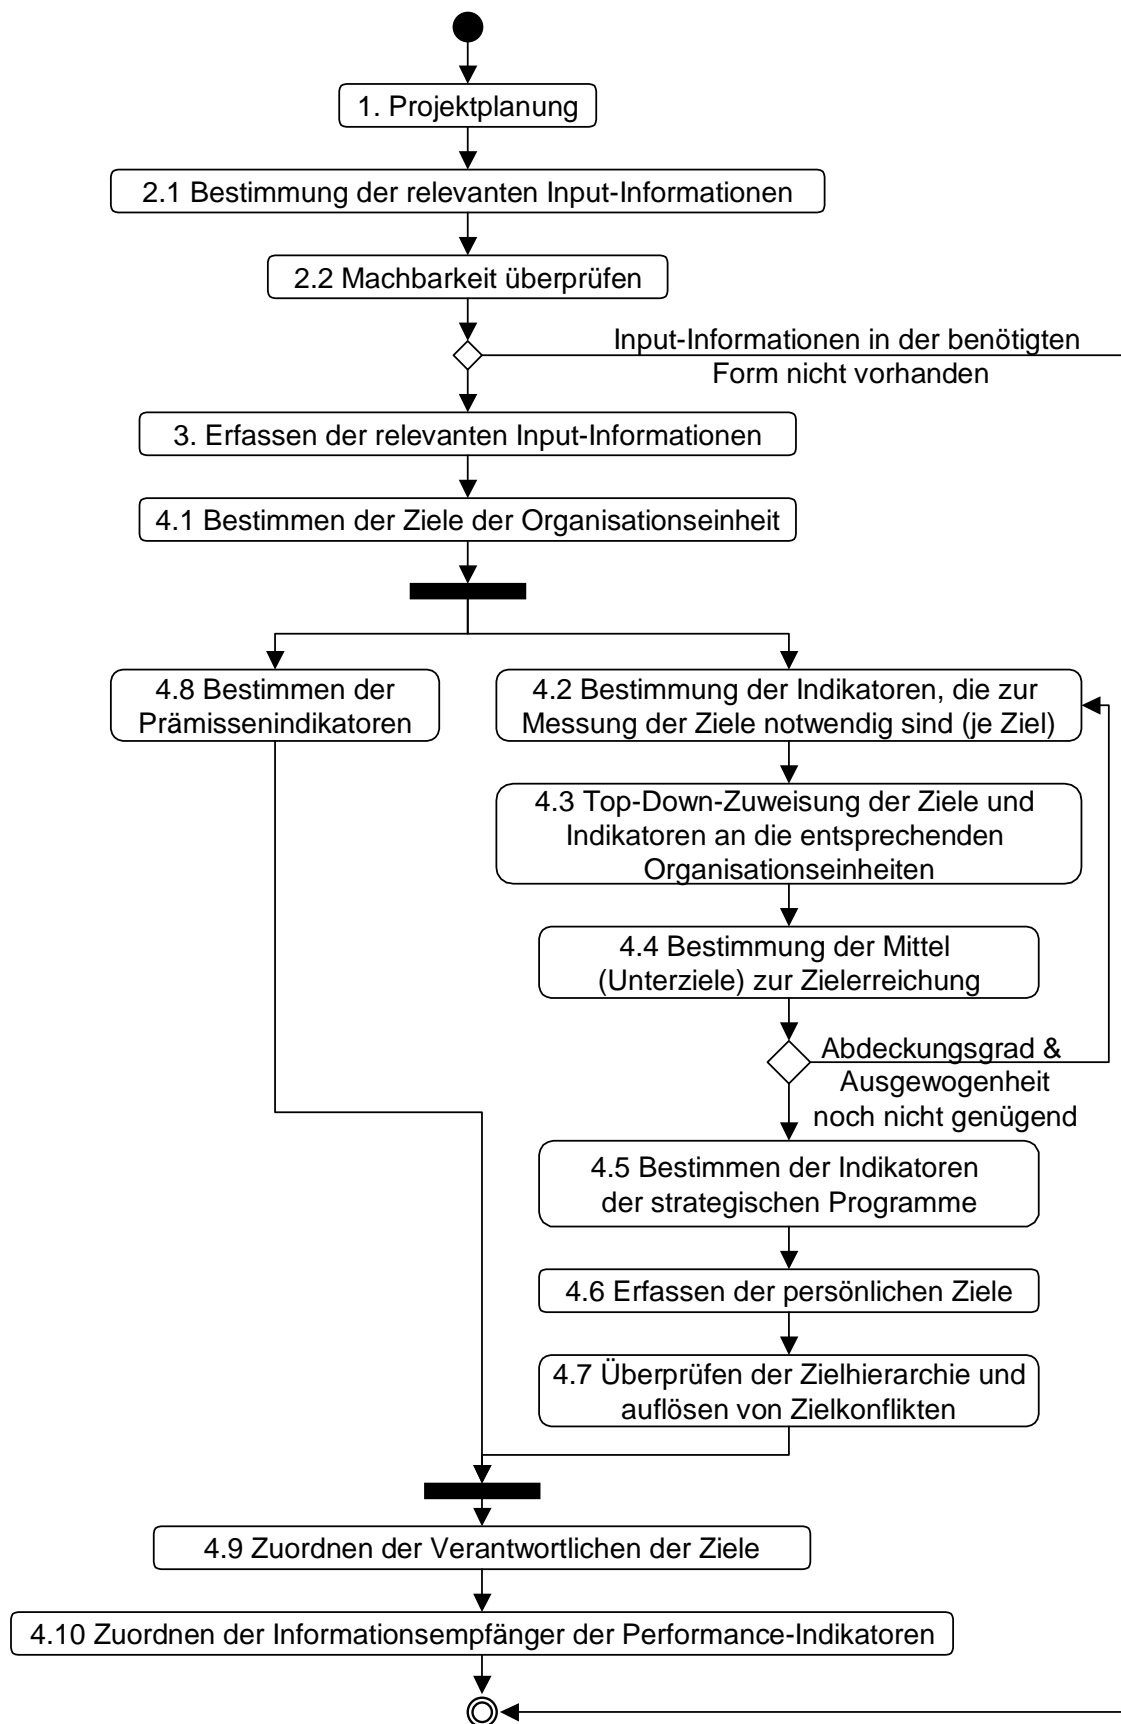 1. Projektplanung
2.1 Bestimmung der relevanten Input-Informationen
2.2 Machbarkeit überprüfen
Input-Informationen in der benötigten
Form nicht vorhanden
3. Erfassen der relevanten Input-Informationen
4.1 Bestimmen der Ziele der Organisationseinheit
4.8 Bestimmen der
Prämissenindikatoren
4.2 Bestimmung der Indikatoren, die zur
Messung der Ziele notwendig sind (je Ziel)
4.3 Top-Down-Zuweisung der Ziele und
Indikatoren an die entsprechenden
Organisationseinheiten
4.4 Bestimmung der Mittel
(Unterziele) zur Zielerreichung
Abdeckungsgrad &
Ausgewogenheit
noch nicht genügend
4.5 Bestimmen der Indikatoren
der strategischen Programme
4.6 Erfassen der persönlichen Ziele
4.7 Überprüfen der Zielhierarchie und
auflösen von Zielkonflikten
4.9 Zuordnen der Verantwortlichen der Ziele
4.10 Zuordnen der Informationsempfänger der Performance-Indikatoren